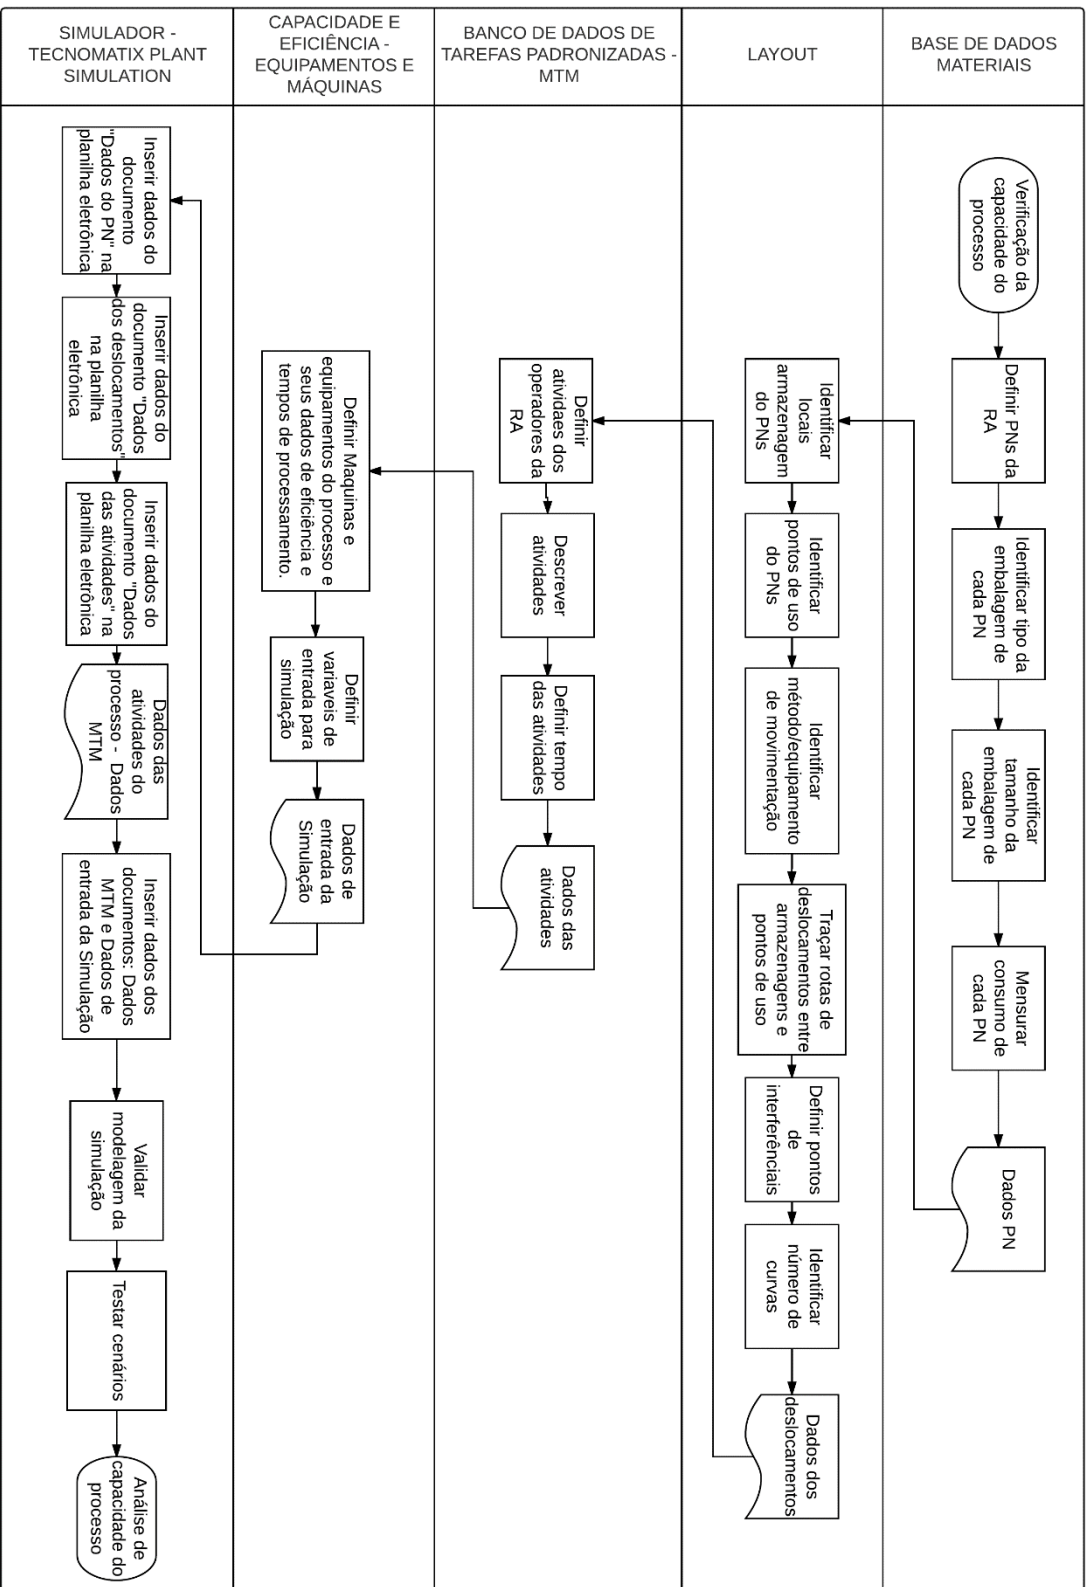 SIMULADOR -
TECNOMATIX PLANT
SIMULATION
CAPACIDADE E
EFICIÊNCIA -
EQUIPAMENTOS E
MÁQUINAS
BANCO DE DADOS DE
TAREFAS PADRONIZADAS -
MTM
LAYOUT
BASE DE DADOS
MATERIAIS
Verificação da
capacidade do
processo
Definir PNs da
RA
Identificar tipo da
embalagem de
cada PN
Identificar
tamanho da
embalagem de
cada PN
Mensurar
consumo de
cada PN
Dados PN
Identificar
locais
armazenagem
do PNs
Identificar
pontos de uso
do PNs
Identificar
método/equipamento
de movimentação
Traçar rotas de
deslocamentos entre
armazenagens e
pontos de uso
Definir pontos
de
interferênciais
Identificar
número de
curvas
Dados dos
deslocamentos
Definir
atividaes dos
operadores da
RA
Descrever
atividades
Definir tempo
das atividades
Dados das
atividades
Definir Maquinas e
equipamentos do processo e
seus dados de eficiência e
tempos de processamento.
Definir
variaveis de
entrada para
simulação
Dados de
entrada da
Simulação
Inserir dados do
documento
"Dados do PN" na
planilha eletrônica
Inserir dados do
documento "Dados
dos deslocamentos"
na planilha
eletrônica
Inserir dados do
documento "Dados
das atividades" na
planilha eletrônica
Dados das
atividades do
processo - Dados
MTM
Inserir dados dos
documentos: Dados
MTM e Dados de
entrada da Simulação
Validar
modelagem da
simulação
Testar cenários
Análise de
capacidade do
processo